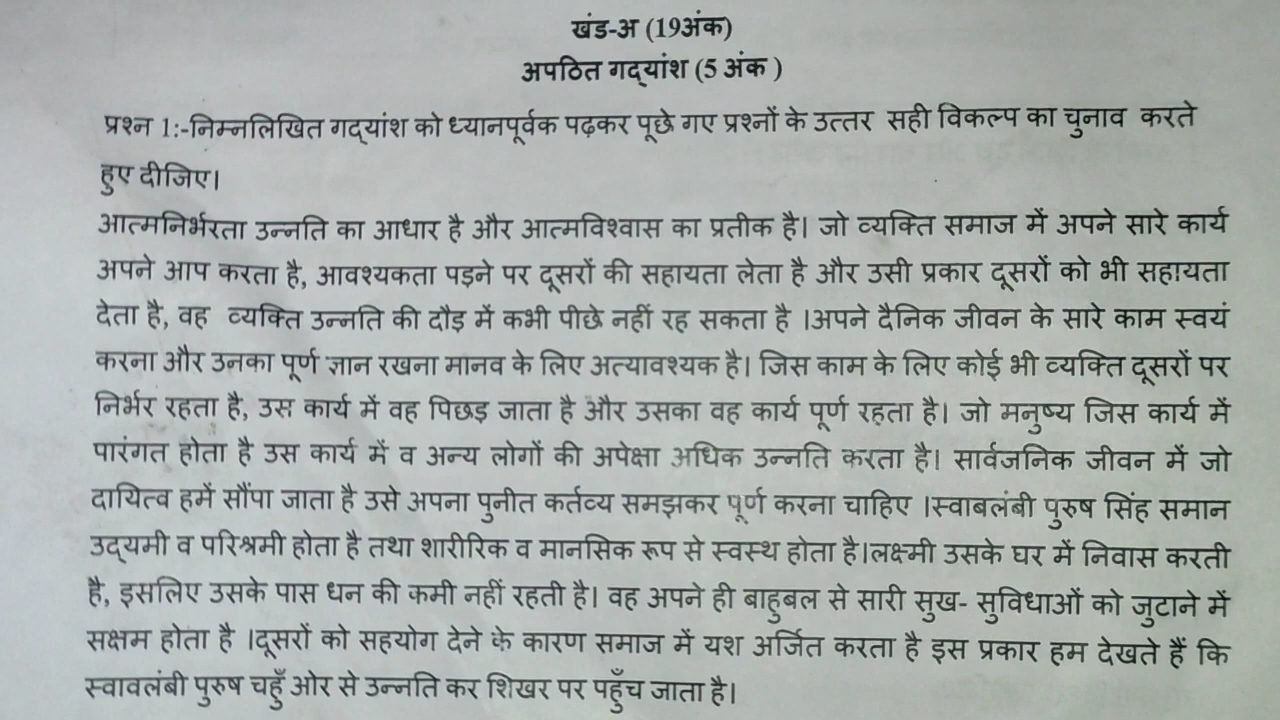 खंड-अ (19अंक)
अपठित गद्यांश (5 अंक )
प्रश्न 1:-निम्नलिखित गद्यांश को ध्यानपूर्वक पढ़कर पूछे गए प्रश्नों के उत्तर सही विकल्प का चुनाव करते
हुए दीजिए।
आत्मनिर्भरता उन्नति का आधार है और आत्मविश्वास का प्रतीक है। जो व्यक्ति समाज में अपने सारे कार्य
अपने आप करता है, आवश्यकता पड़ने पर दूसरों की सहायता लेता है और उसी प्रकार दूसरों को भी सहायता
देता है, वह व्यक्ति उन्नति की दौड़ में कभी पीछे नहीं रह सकता है ।अपने दैनिक जीवन के सारे काम स्वयं
करना और उनका पूर्ण ज्ञान रखना मानव के लिए अत्यावश्यक है। जिस काम के लिए कोई भी व्यक्ति दूसरों पर
निर्भर रहता है, उस कार्य में वह पिछड़ जाता है और उसका वह कार्य पूर्ण रहता है। जो मनुष्य जिस कार्य में
पारंगत होता है उस कार्य में व अन्य लोगों की अपेक्षा अधिक उन्नति करता है। सार्वजनिक जीवन में जो
दायित्व हमें सौंपा जाता है उसे अपना पुनीत कर्तव्य समझकर पूर्ण करना चाहिए ।स्वाबलंबी पुरुष सिंह समान
उद्यमी व परिश्रमी होता है तथा शारीरिक व मानसिक रूप से स्वस्थ होता है।लक्ष्मी उसके घर में निवास करती
है, इसलिए उसके पास धन की कमी नहीं रहती है। वह अपने ही बाहुबल से सारी सुख- सुविधाओं को जुटाने में
सक्षम होता है ।दूसरों को सहयोग देने के कारण समाज में यश अर्जित करता है इस प्रकार हम देखते हैं कि
स्वावलंबी पुरुष चहुँ ओर से उन्नति कर शिखर पर पहुँच जाता है।